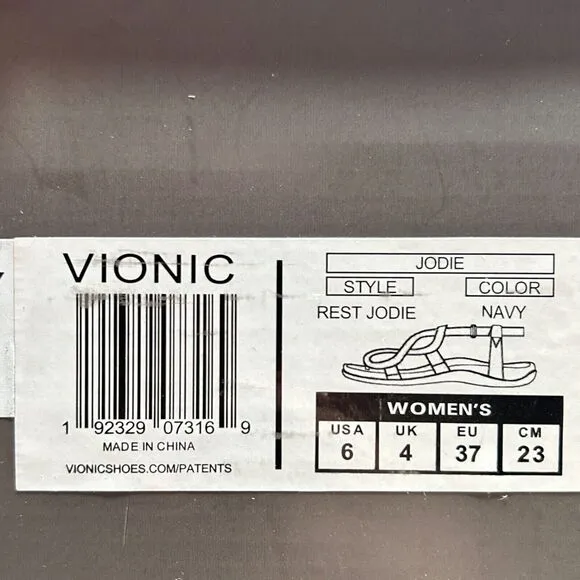 VIONIC
1 92329 07316 9
MADE IN CHINA
VIONICSHOES.COM/PATENTS
JODIE
STYLE COLOR
REST JODIE NAVY
WOMEN'S
USA UK EU CM
6 4 37 23